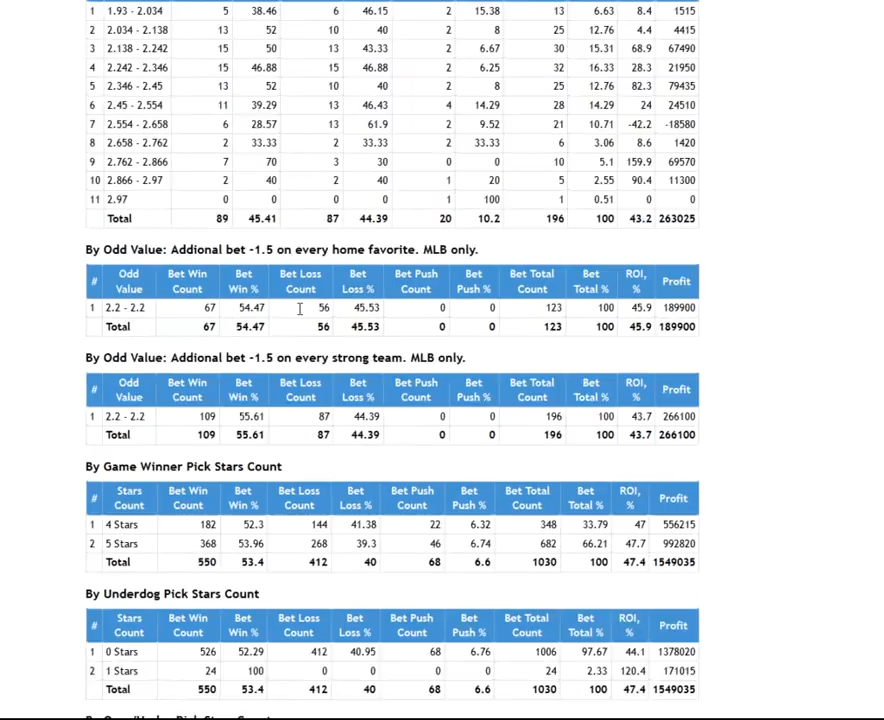 1 1.93 - 2.034 5 38.46 6 46.15 2 15.38 13 6.63 8.4 1515
2 2.034 - 2.138 13 52 10 40 2 8 25 12.76 4.4 4415
3 2.138 - 2.242 15 50 13 43.33 2 6.67 30 15.31 68.9 67490
4 2.242 - 2.346 15 46.88 15 46.88 2 6.25 32 16.33 28.3 21950
5 2.346 - 2.45 13 52 10 40 2 8 25 12.76 82.3 79435
6 2.45 - 2.554 11 39.29 13 46.43 4 14.29 28 14.29 24 24510
7 2.554 - 2.658 6 28.57 13 61.9 2 9.52 21 10.71 -42.2 -18580
8 2.658 - 2.762 2 33.33 2 33.33 2 33.33 6 3.06 8.6 1420
9 2.762 - 2.866 7 70 3 30 0 0 10 5.1 159.9 69570
10 2.866 - 2.97 2 40 2 40 1 20 5 2.55 90.4 11300
11 2.97 0 0 0 0 1 100 1 0.51 0 0
Total 89 45.41 87 44.39 20 10.2 196 100 43.2 263025
By Odd Value: Addional bet -1.5 on every home favorite. MLB only.
# Odd Value Bet Win Count Bet Win % Bet Loss Count Bet Loss % Bet Push Count Bet Push % Bet Total Count Bet Total % ROI, % Profit
1 2.2 - 2.2 67 54.47 56 45.53 0 0 123 100 45.9 189900
Total 67 54.47 56 45.53 0 0 123 100 45.9 189900
By Odd Value: Addional bet -1.5 on every strong team. MLB only.
# Odd Value Bet Win Count Bet Win % Bet Loss Count Bet Loss % Bet Push Count Bet Push % Bet Total Count Bet Total % ROI, % Profit
1 2.2 - 2.2 109 55.61 87 44.39 0 0 196 100 43.7 266100
Total 109 55.61 87 44.39 0 0 196 100 43.7 266100
By Game Winner Pick Stars Count
# Stars Count Bet Win Count Bet Win % Bet Loss Count Bet Loss % Bet Push Count Bet Push % Bet Total Count Bet Total % ROI, % Profit
1 4 Stars 182 52.3 144 41.38 22 6.32 348 33.79 47 556215
2 5 Stars 368 53.96 268 39.3 46 6.74 682 66.21 47.7 992820
Total 550 53.4 412 40 68 6.6 1030 100 47.4 1549035
By Underdog Pick Stars Count
# Stars Count Bet Win Count Bet Win % Bet Loss Count Bet Loss % Bet Push Count Bet Push % Bet Total Count Bet Total % ROI, % Profit
1 0 Stars 526 52.29 412 40.95 68 6.76 1006 97.67 44.1 1378020
2 1 Stars 24 100 0 0 0 0 24 2.33 120.4 171015
Total 550 53.4 412 40 68 6.6 1030 100 47.4 1549035